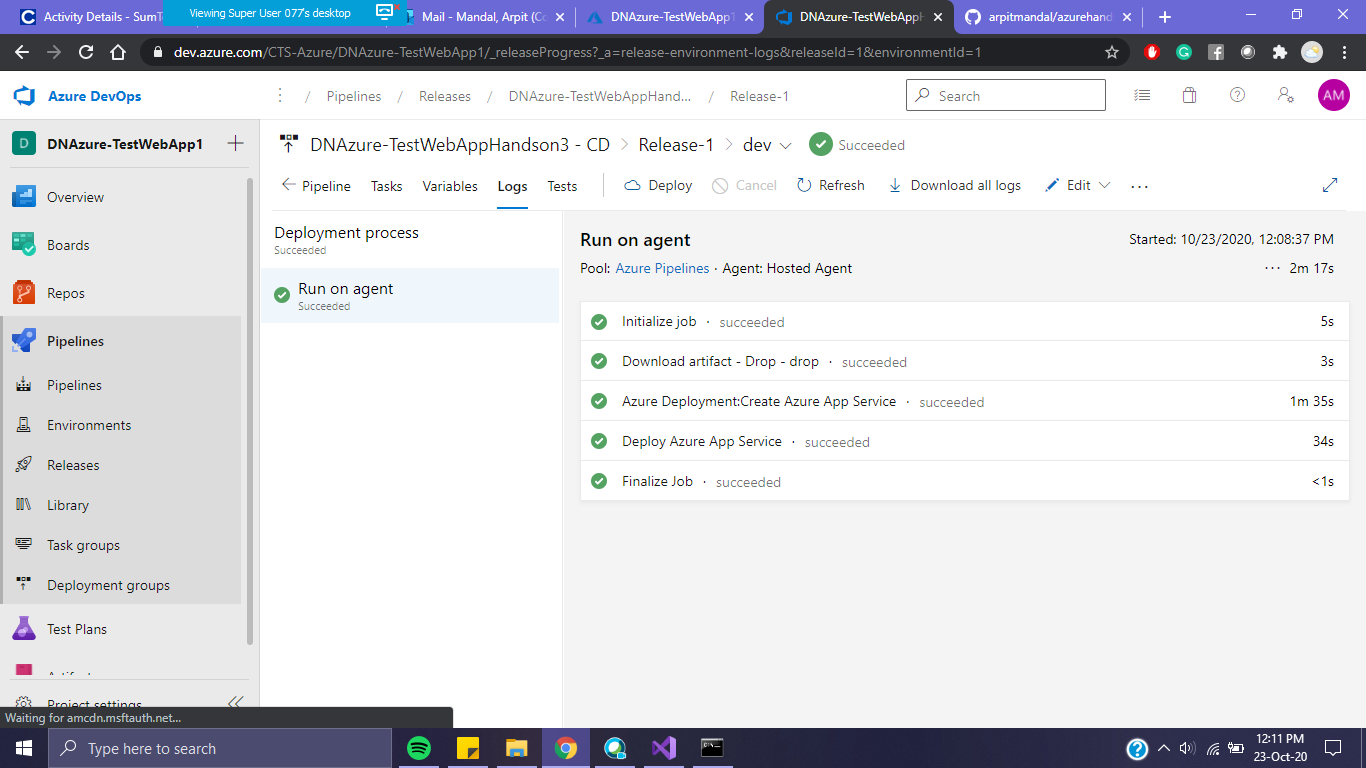 Activity Details - SumT
Viewing Super User 077's desktop
Mail - Mandal, Arpit (Co
DNAzure-TestWebAppT
DNAzure-TestWebAppH
arpitmandal/azurehand
dev.azure.com/CTS-Azure/DNAzure-TestWebApp1/_releaseProgress?_a=release-environment-logs&releaseId=1&environmentId=1
Azure DevOps
/ Pipelines / Releases / DNAzure-TestWebAppHand... / Release-1
Search
AM
D DNAzure-TestWebApp1
Overview
Boards
Repos
Pipelines
Pipelines
Environments
Releases
Library
Task groups
Deployment groups
Test Plans
Artifacts
Project settings
Waiting for amcdn.msftauth.net...
DNAzure-TestWebAppHandson3 - CD > Release-1 > dev Succeeded
Pipeline Tasks Variables Logs Tests Deploy Cancel Refresh Download all logs Edit ...
Deployment process
Succeeded
Run on agent
Succeeded
Run on agent
Started: 10/23/2020, 12:08:37 PM
Pool: Azure Pipelines · Agent: Hosted Agent
... 2m 17s
Initialize job · succeeded 5s
Download artifact - Drop - drop · succeeded 3s
Azure Deployment:Create Azure App Service · succeeded 1m 35s
Deploy Azure App Service · succeeded 34s
Finalize Job · succeeded <1s
Type here to search
12:11 PM
23-Oct-20